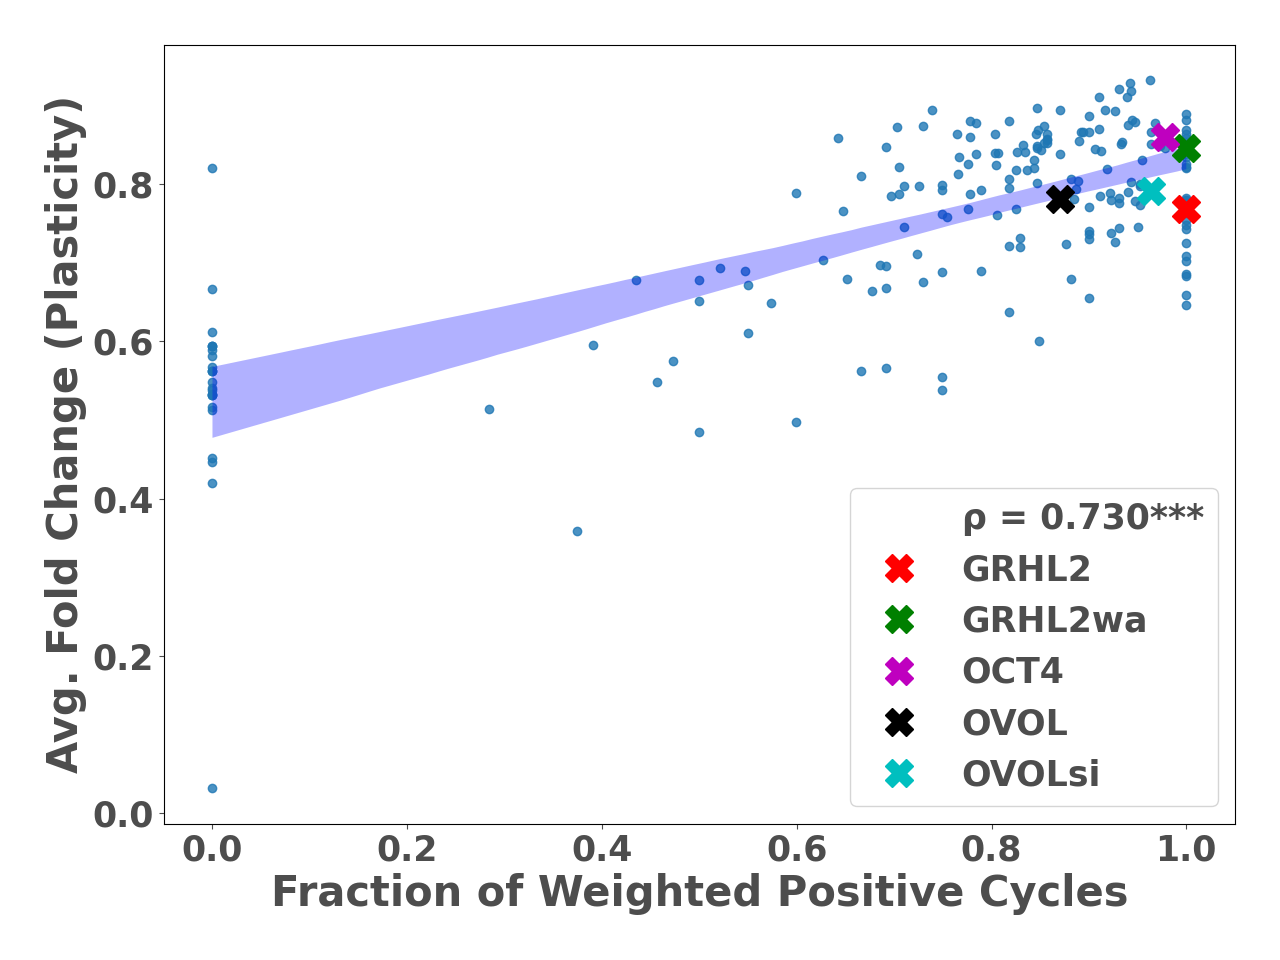 Avg. Fold Change (Plasticity)
0.8
0.6
0.4
0.2
0.0
ρ = 0.730***
GRHL2
GRHL2wa
OCT4
OVOL
OVOLsi
0.0 0.2 0.4 0.6 0.8 1.0
Fraction of Weighted Positive Cycles